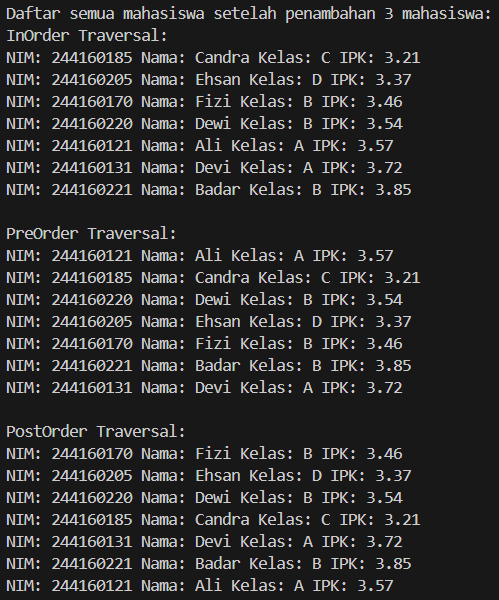 Daftar semua mahasiswa setelah penambahan 3 mahasiswa:
InOrder Traversal:
NIM: 244160185 Nama: Candra Kelas: C IPK: 3.21
NIM: 244160205 Nama: Ehsan Kelas: D IPK: 3.37
NIM: 244160170 Nama: Fizi Kelas: B IPK: 3.46
NIM: 244160220 Nama: Dewi Kelas: B IPK: 3.54
NIM: 244160121 Nama: Ali Kelas: A IPK: 3.57
NIM: 244160131 Nama: Devi Kelas: A IPK: 3.72
NIM: 244160221 Nama: Badar Kelas: B IPK: 3.85

PreOrder Traversal:
NIM: 244160121 Nama: Ali Kelas: A IPK: 3.57
NIM: 244160185 Nama: Candra Kelas: C IPK: 3.21
NIM: 244160220 Nama: Dewi Kelas: B IPK: 3.54
NIM: 244160205 Nama: Ehsan Kelas: D IPK: 3.37
NIM: 244160170 Nama: Fizi Kelas: B IPK: 3.46
NIM: 244160221 Nama: Badar Kelas: B IPK: 3.85
NIM: 244160131 Nama: Devi Kelas: A IPK: 3.72

PostOrder Traversal:
NIM: 244160170 Nama: Fizi Kelas: B IPK: 3.46
NIM: 244160205 Nama: Ehsan Kelas: D IPK: 3.37
NIM: 244160220 Nama: Dewi Kelas: B IPK: 3.54
NIM: 244160185 Nama: Candra Kelas: C IPK: 3.21
NIM: 244160131 Nama: Devi Kelas: A IPK: 3.72
NIM: 244160221 Nama: Badar Kelas: B IPK: 3.85
NIM: 244160121 Nama: Ali Kelas: A IPK: 3.57